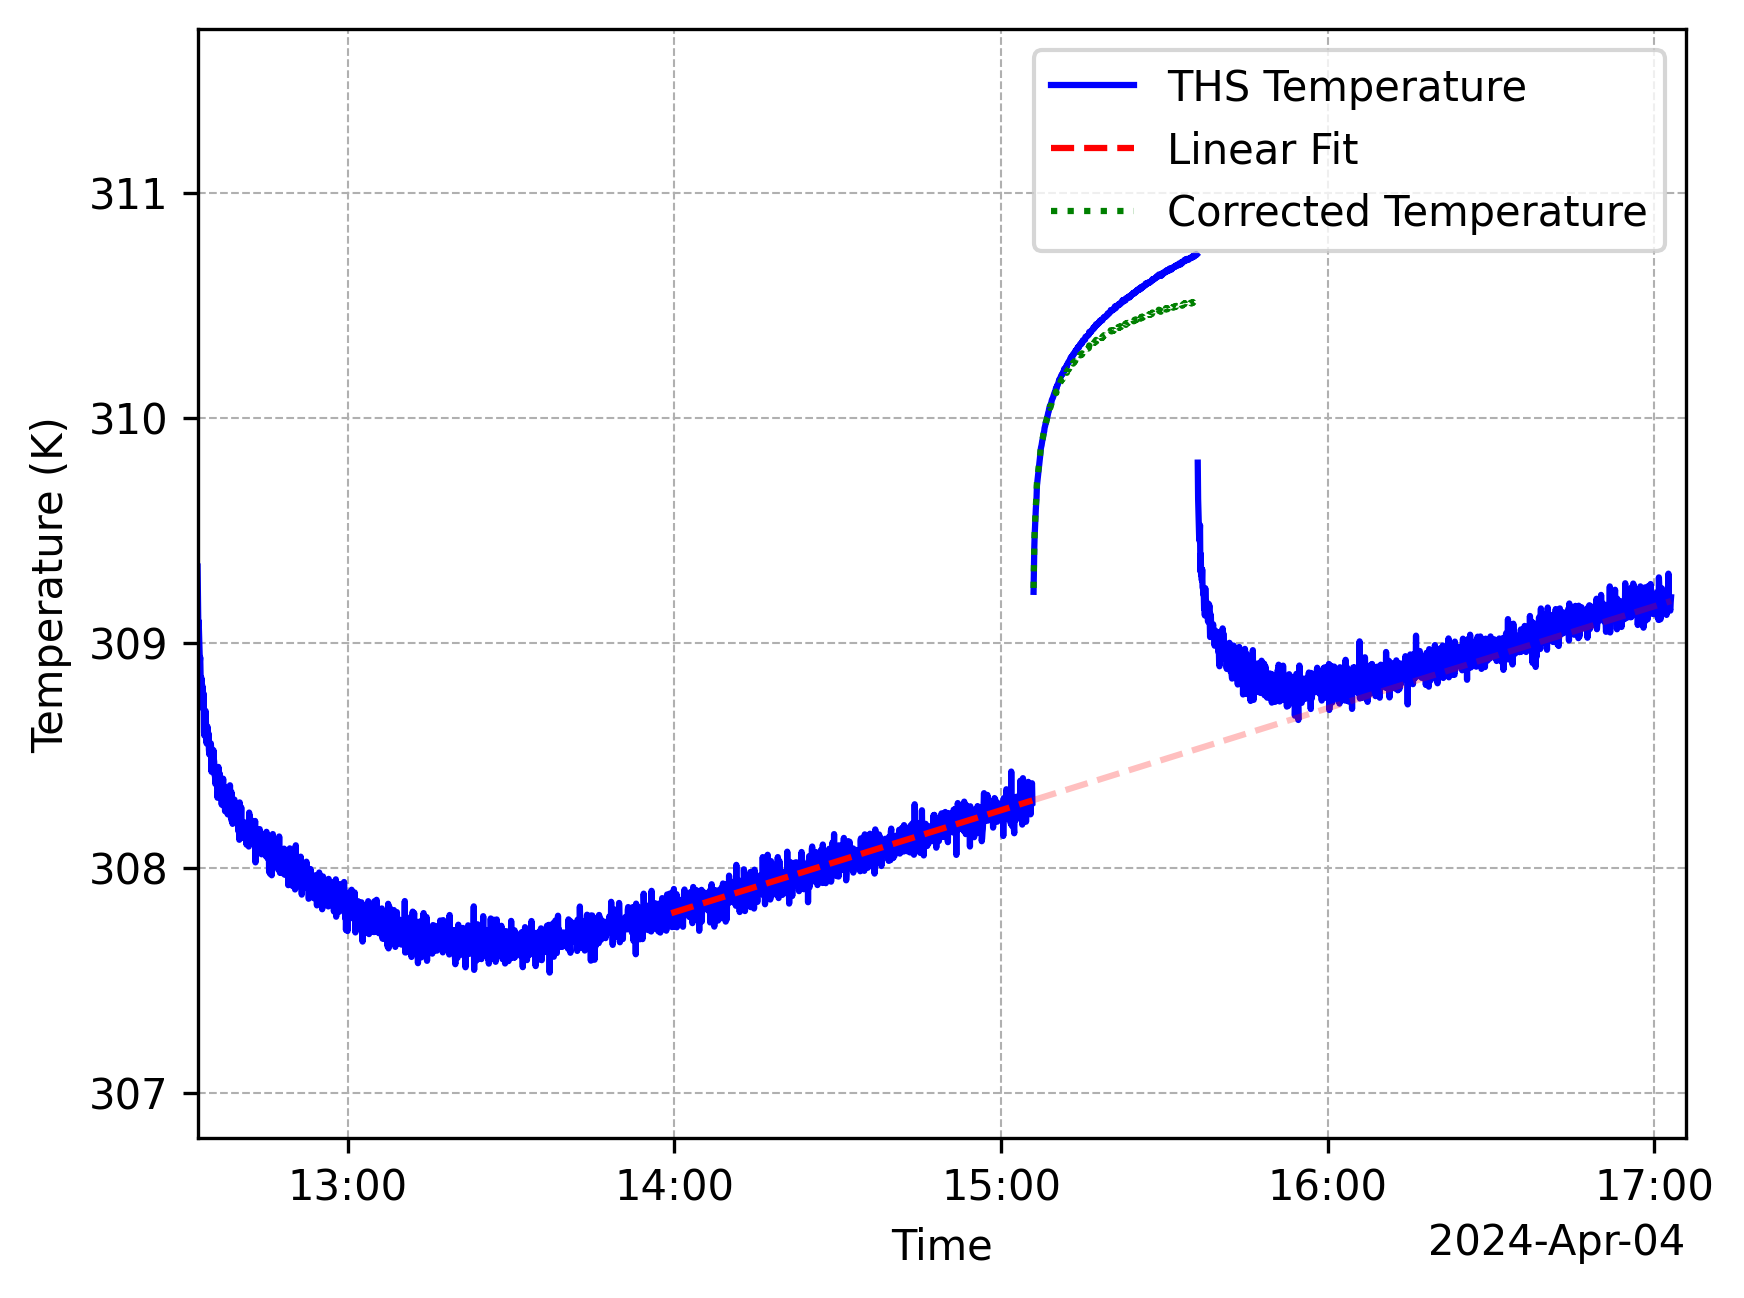 THS Temperature
Linear Fit
Corrected Temperature
Temperature (K)
311
310
309
308
307
13:00 14:00 15:00 16:00 17:00
Time
2024-Apr-04